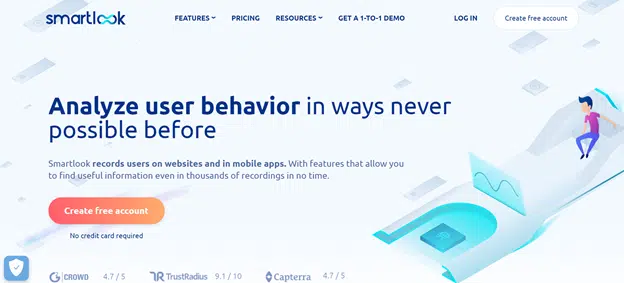 smartlook FEATURES PRICING RESOURCES GET A 1-TO-1 DEMO LOG IN Create free account
Analyze user behavior in ways never
possible before
Smartlook records users on websites and in mobile apps. With features that allow you
to find useful information even in thousands of recordings in no time.
Create free account
No credit card required
G CROWD 4.7 / 5 TrustRadius 9.1 / 10 Capterra 4.7 / 5